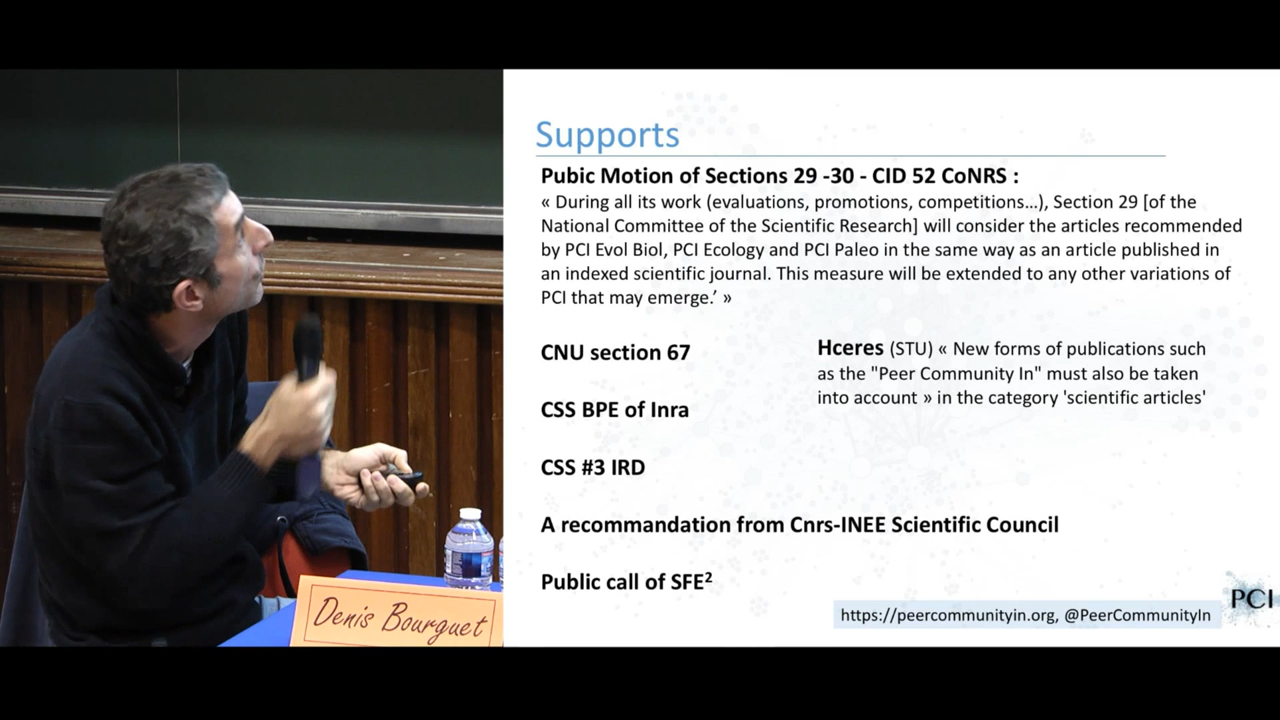 Supports
Pubic Motion of Sections 29 -30 - CID 52 CoNRS :
« During all its work (evaluations, promotions, competitions…), Section 29 [of the
National Committee of the Scientific Research] will consider the articles recommended
by PCI Evol Biol, PCI Ecology and PCI Paleo in the same way as an article published in
an indexed scientific journal. This measure will be extended to any other variations of
PCI that may emerge.’ »
CNU section 67
Hceres (STU) « New forms of publications such
as the "Peer Community In" must also be taken
into account » in the category 'scientific articles'
CSS BPE of Inra
CSS #3 IRD
A recommandation from Cnrs-INEE Scientific Council
Public call of SFE²
https://peercommunityin.org, @PeerCommunityIn
PCI
Denis Bourguet